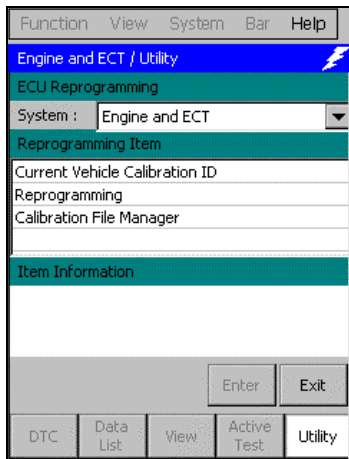 Function View System Bar Help
Engine and ECT / Utility
ECU Reprogramming
System : Engine and ECT
Reprogramming Item
Current Vehicle Calibration ID
Reprogramming
Calibration File Manager
Item Information
Enter Exit
DTC Data List View Active Test Utility